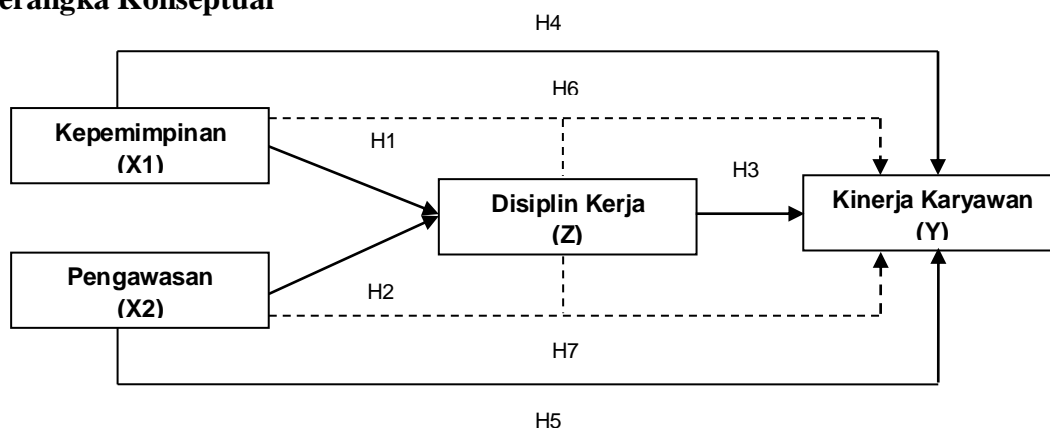 erangka Konseptual
H4
H6
Kepemimpinan
(X1)
H1
H3
Disiplin Kerja
(Z)
Kinerja Karyawan
(Y)
Pengawasan
(X2)
H2
H7
H5